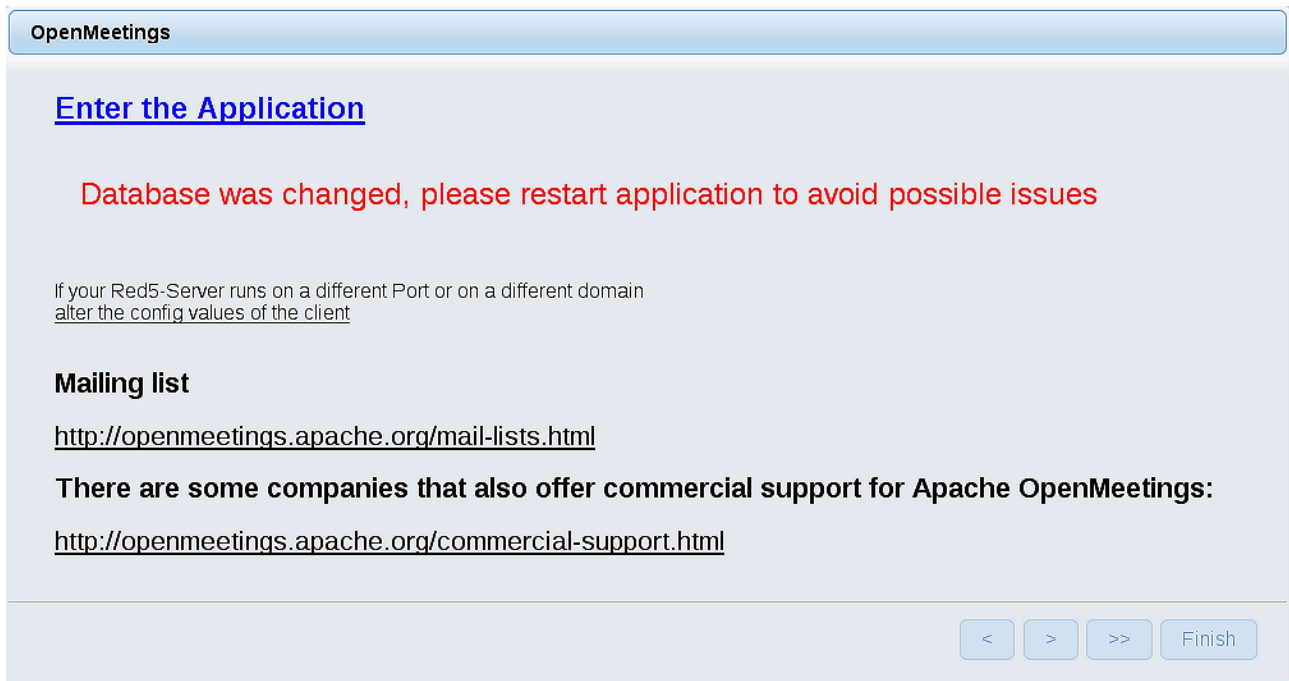 OpenMeetings
Enter the Application
Database was changed, please restart application to avoid possible issues
If your Red5-Server runs on a different Port or on a different domain
alter the config values of the client
Mailing list
http://openmeetings.apache.org/mail-lists.html
There are some companies that also offer commercial support for Apache OpenMeetings:
http://openmeetings.apache.org/commercial-support.html
< > >> Finish